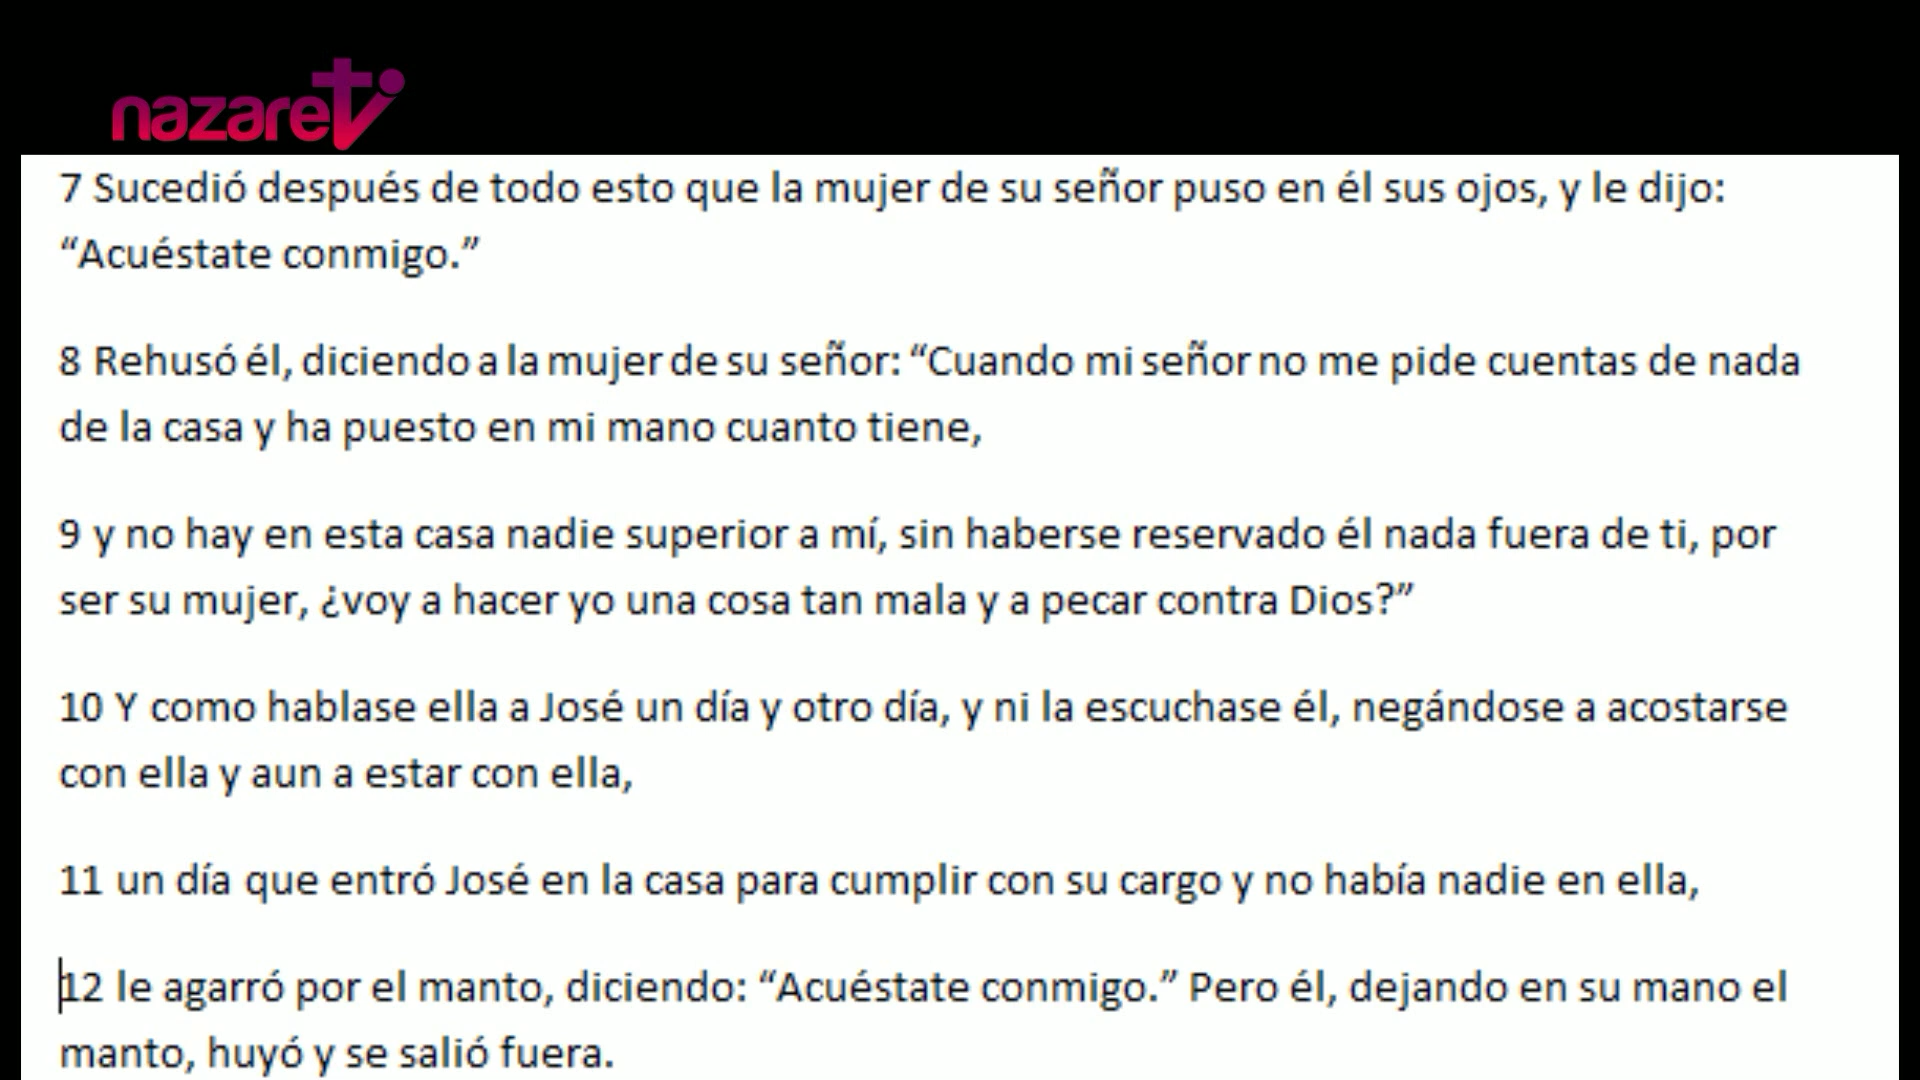 nazaretv
7 Sucedió después de todo esto que la mujer de su señor puso en él sus ojos, y le dijo:
“Acuéstate conmigo.”
8 Rehusó él, diciendo a la mujer de su señor: “Cuando mi señor no me pide cuentas de nada
de la casa y ha puesto en mi mano cuanto tiene,
9 y no hay en esta casa nadie superior a mí, sin haberse reservado él nada fuera de ti, por
ser su mujer, ¿voy a hacer yo una cosa tan mala y a pecar contra Dios?”
10 Y como hablase ella a José un día y otro día, y ni la escuchase él, negándose a acostarse
con ella y aun a estar con ella,
11 un día que entró José en la casa para cumplir con su cargo y no había nadie en ella,
12 le agarró por el manto, diciendo: “Acuéstate conmigo.” Pero él, dejando en su mano el
manto, huyó y se salió fuera.